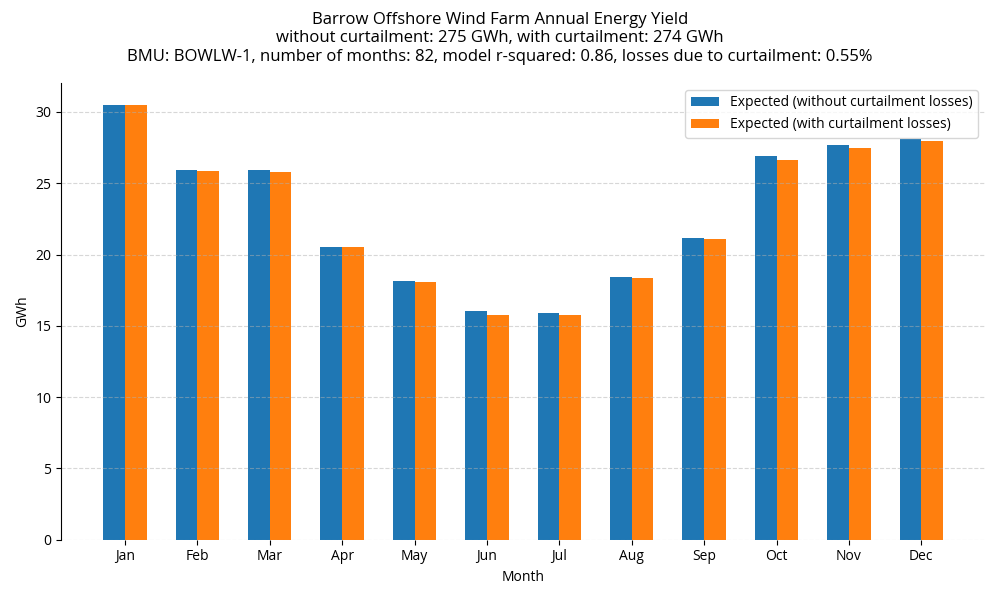 Barrow Offshore Wind Farm Annual Energy Yield
without curtailment: 275 GWh, with curtailment: 274 GWh
BMU: BOWLW-1, number of months: 82, model r-squared: 0.86, losses due to curtailment: 0.55%
Expected (without curtailment losses)
Expected (with curtailment losses)
30
25
20
15
10
5
0
GWh
Jan Feb Mar Apr May Jun Jul Aug Sep Oct Nov Dec
Month